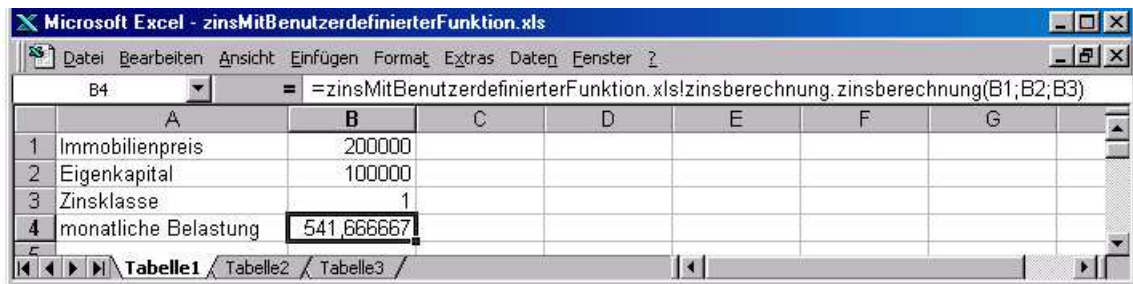 Microsoft Excel - zinsMitBenutzerdefinierterFunktion.xls
Datei Bearbeiten Ansicht Einfügen Format Extras Daten Fenster ?
B4 = =zinsMitBenutzerdefinierterFunktion.xls!zinsberechnung.zinsberechnung(B1;B2;B3)
A B C D E F G
1 Immobilienpreis 200000
2 Eigenkapital 100000
3 Zinsklasse 1
4 monatliche Belastung 541,666667
5
Tabelle1 Tabelle2 Tabelle3